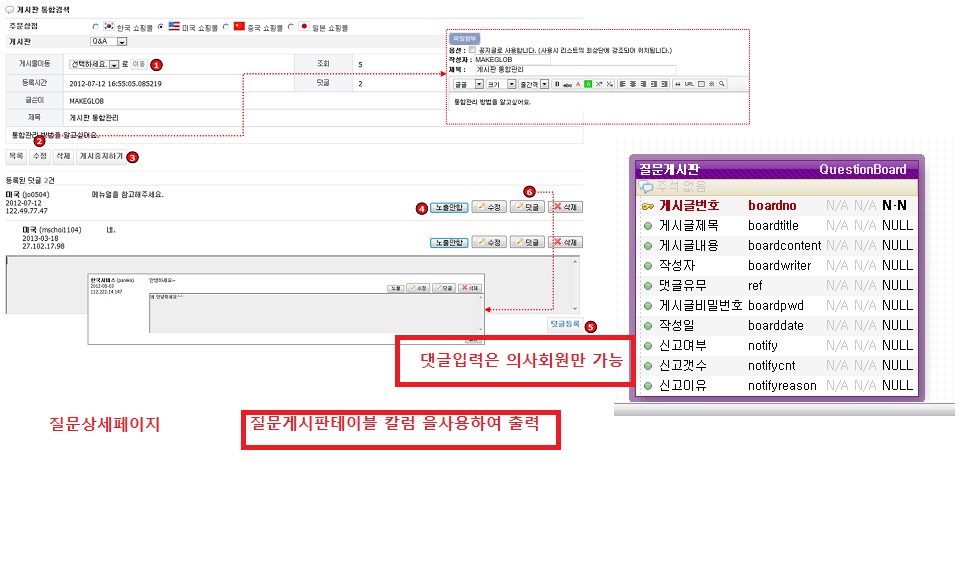 게시판 통합검색
주문상점 한국 쇼핑몰 미국 쇼핑몰 중국 쇼핑몰 일본 쇼핑몰
게시판 Q&A
게시물이동 선택하세요. 로 이동 1 조회 5
등록시간 2012-07-12 16:55:05.085219 댓글 2
글쓴이 MAKEGLOB
제목 게시판 통합관리
통합관리 방법을 알고싶어요.
2
목록 수정 삭제 게시중지하기 3
파일첨부
옵션 : 공지글로 사용합니다. (사용시 리스트의 최상단에 강조되어 위치됩니다.)
작성자 : MAKEGLOB
제목 : 게시판 통합관리
글꼴 크기 줄간격 B abc A A X² X₂ URL
통합관리 방법을 알고싶어요.
등록된 댓글 2건
미국 (jo0504) 메뉴얼을 참고해주세요. 6
2012-07-12
122.49.77.47
4 노출안함 수정 댓글 삭제
미국 (mschoi1104) 네.
2013-03-18
27.102.17.98
노출안함 수정 댓글 삭제
한국서비스 (pareko) 안녕하세요~
2012-05-03
112.222.14.147
노출 수정 댓글 삭제
네 안녕하세요^^
댓글등록 5
댓글입력은 의사회원만 가능
질문상세페이지
질문게시판테이블 칼럼 을사용하여 출력
질문게시판 QuestionBoard
주석 없음
게시글번호 boardno N/A N/A N·N
게시글제목 boardtitle N/A N/A NULL
게시글내용 boardcontent N/A N/A NULL
작성자 boardwriter N/A N/A NULL
댓글유무 ref N/A N/A NULL
게시글비밀번호 boardpwd N/A N/A NULL
작성일 boarddate N/A N/A NULL
신고여부 notify N/A N/A NULL
신고갯수 notifycnt N/A N/A NULL
신고이유 notifyreason N/A N/A NULL